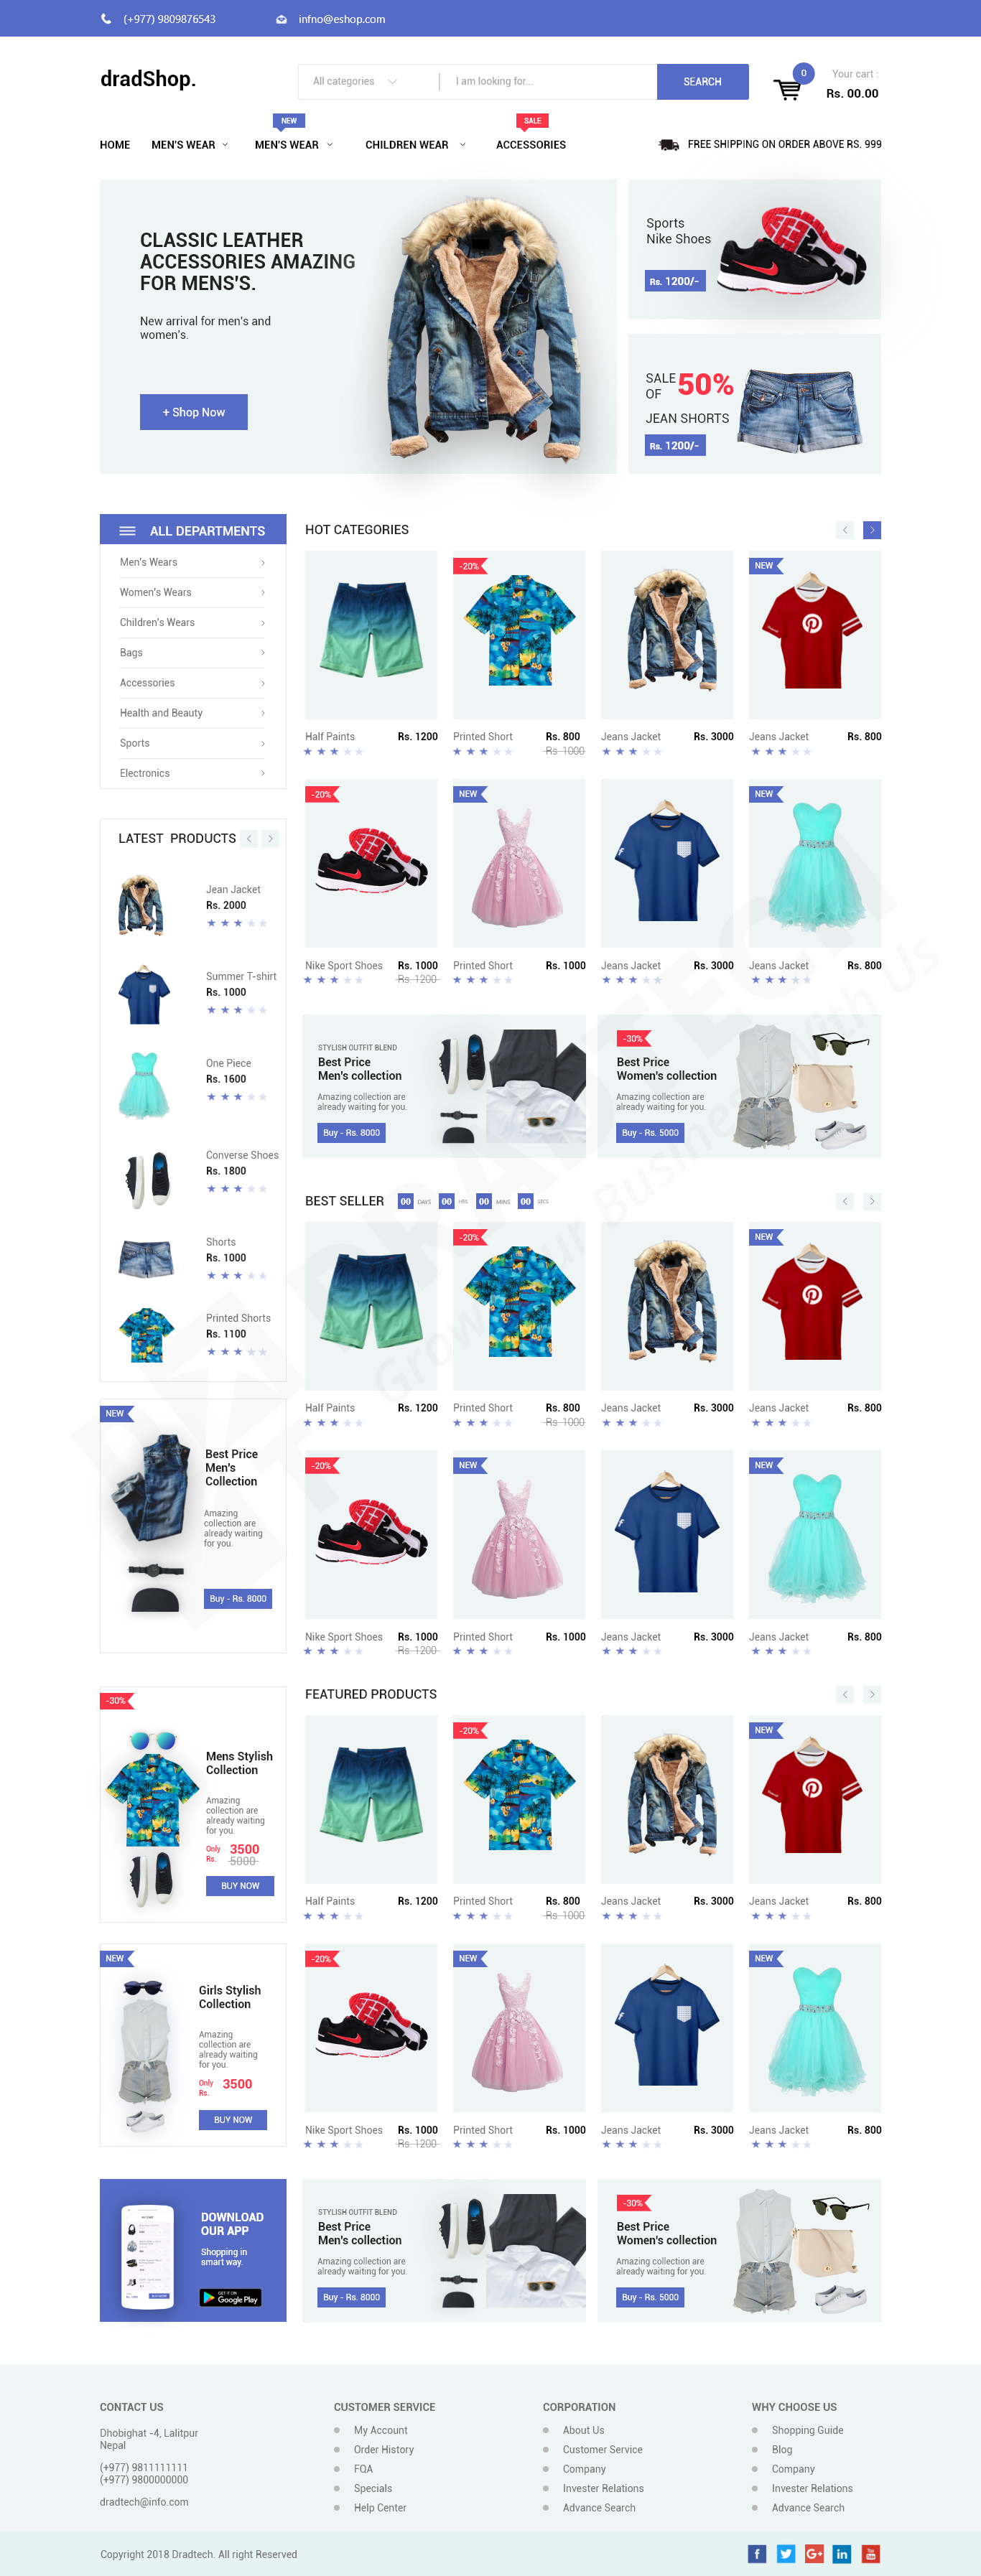 (+977) 9809876543
infno@eshop.com
dradShop.
All categories
I am looking for...
SEARCH
0
Your cart :
Rs. 00.00
NEW
SALE
HOME
MEN'S WEAR
MEN'S WEAR
CHILDREN WEAR
ACCESSORIES
FREE SHIPPING ON ORDER ABOVE RS. 999
CLASSIC LEATHER
ACCESSORIES AMAZING
FOR MENS'S.
New arrival for men's and
women's.
+ Shop Now
Sports
Nike Shoes
Rs. 1200/-
SALE
OF
50%
JEAN SHORTS
Rs. 1200/-
ALL DEPARTMENTS
Men's Wears
Women's Wears
Children's Wears
Bags
Accessories
Health and Beauty
Sports
Electronics
LATEST PRODUCTS
Jean Jacket
Rs. 2000
Summer T-shirt
Rs. 1000
One Piece
Rs. 1600
Converse Shoes
Rs. 1800
Shorts
Rs. 1000
Printed Shorts
Rs. 1100
NEW
Best Price
Men's
Collection
Amazing
collection are
already waiting
for you.
Buy - Rs. 8000
-30%
Mens Stylish
Collection
Amazing
collection are
already waiting
for you.
Only
Rs.
3500
5000
BUY NOW
NEW
Girls Stylish
Collection
Amazing
collection are
already waiting
for you.
Only
Rs.
3500
BUY NOW
DOWNLOAD
OUR APP
Shopping in
smart way.
GET IT ON
Google Play
HOT CATEGORIES
-20%
NEW
Half Paints Rs. 1200
Printed Short Rs. 800
Rs. 1000
Jeans Jacket Rs. 3000
Jeans Jacket Rs. 800
-20%
NEW
NEW
Nike Sport Shoes Rs. 1000
Rs. 1200
Printed Short Rs. 1000
Jeans Jacket Rs. 3000
Jeans Jacket Rs. 800
STYLISH OUTFIT BLEND
Best Price
Men's collection
Amazing collection are
already waiting for you.
Buy - Rs. 8000
-30%
Best Price
Women's collection
Amazing collection are
already waiting for you.
Buy - Rs. 5000
BEST SELLER
00 DAYS 00 HRS 00 MINS 00 SECS
-20%
NEW
Half Paints Rs. 1200
Printed Short Rs. 800
Rs. 1000
Jeans Jacket Rs. 3000
Jeans Jacket Rs. 800
-20%
NEW
NEW
Nike Sport Shoes Rs. 1000
Rs. 1200
Printed Short Rs. 1000
Jeans Jacket Rs. 3000
Jeans Jacket Rs. 800
FEATURED PRODUCTS
-20%
NEW
Half Paints Rs. 1200
Printed Short Rs. 800
Rs. 1000
Jeans Jacket Rs. 3000
Jeans Jacket Rs. 800
-20%
NEW
NEW
Nike Sport Shoes Rs. 1000
Rs. 1200
Printed Short Rs. 1000
Jeans Jacket Rs. 3000
Jeans Jacket Rs. 800
STYLISH OUTFIT BLEND
Best Price
Men's collection
Amazing collection are
already waiting for you.
Buy - Rs. 8000
-30%
Best Price
Women's collection
Amazing collection are
already waiting for you.
Buy - Rs. 5000
CONTACT US
Dhobighat -4, Lalitpur
Nepal
(+977) 9811111111
(+977) 9800000000
dradtech@info.com
CUSTOMER SERVICE
My Account
Order History
FQA
Specials
Help Center
CORPORATION
About Us
Customer Service
Company
Invester Relations
Advance Search
WHY CHOOSE US
Shopping Guide
Blog
Company
Invester Relations
Advance Search
Copyright 2018 Dradtech. All right Reserved